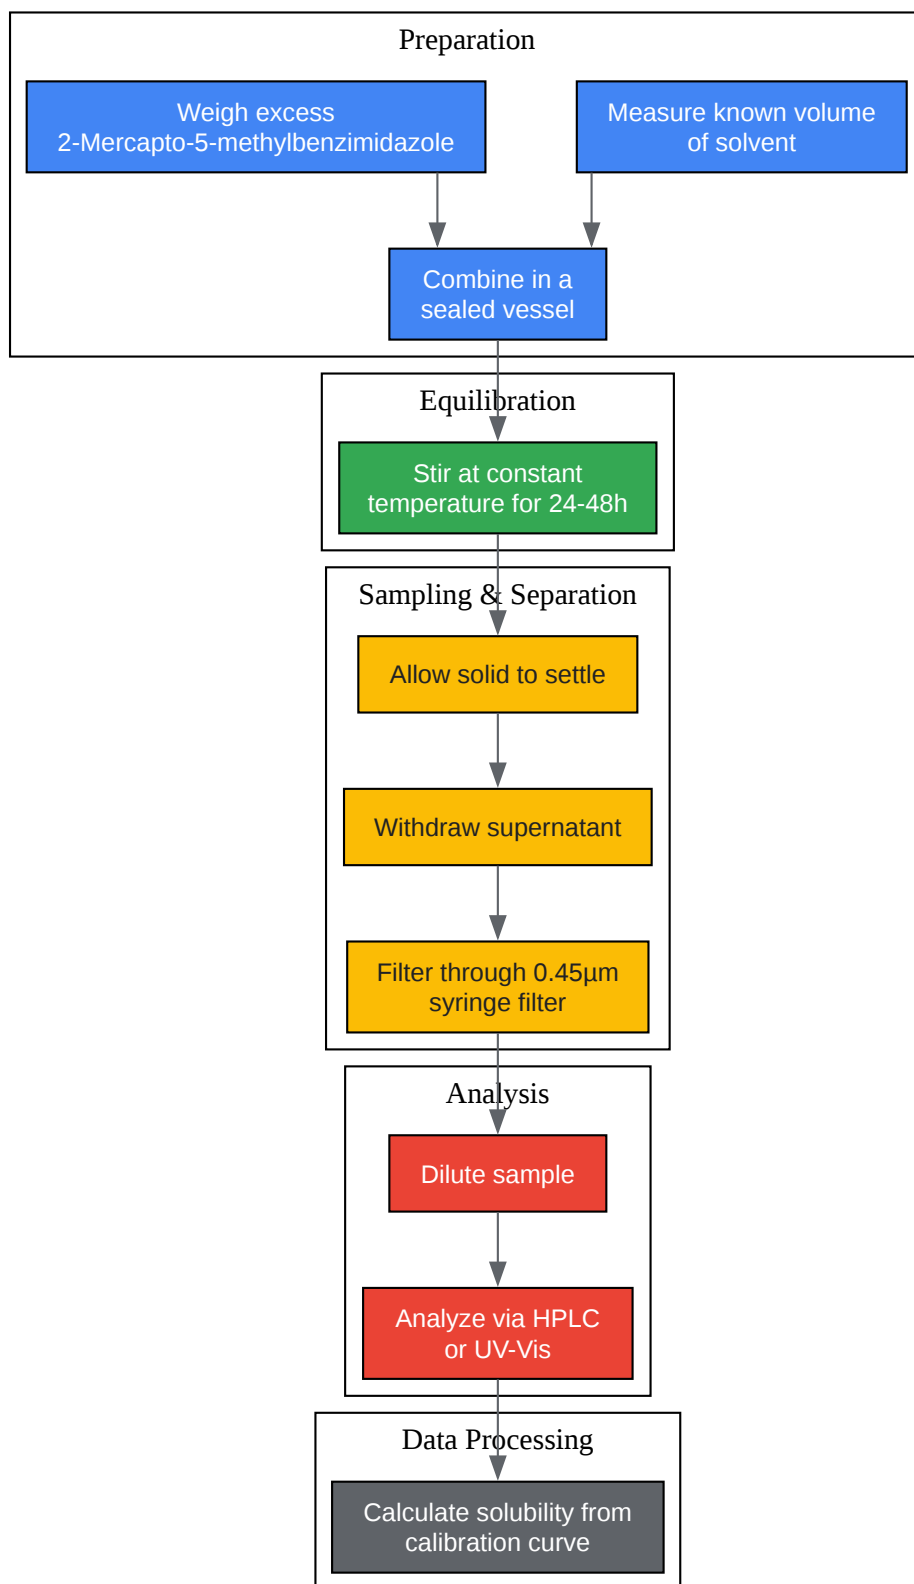 Preparation
Weigh excess
2-Mercapto-5-methylbenzimidazole
Measure known volume
of solvent
Combine in a
sealed vessel
Equilibration
Stir at constant
temperature for 24-48h
Sampling & Separation
Allow solid to settle
Withdraw supernatant
Filter through 0.45µm
syringe filter
Analysis
Dilute sample
Analyze via HPLC
or UV-Vis
Data Processing
Calculate solubility from
calibration curve